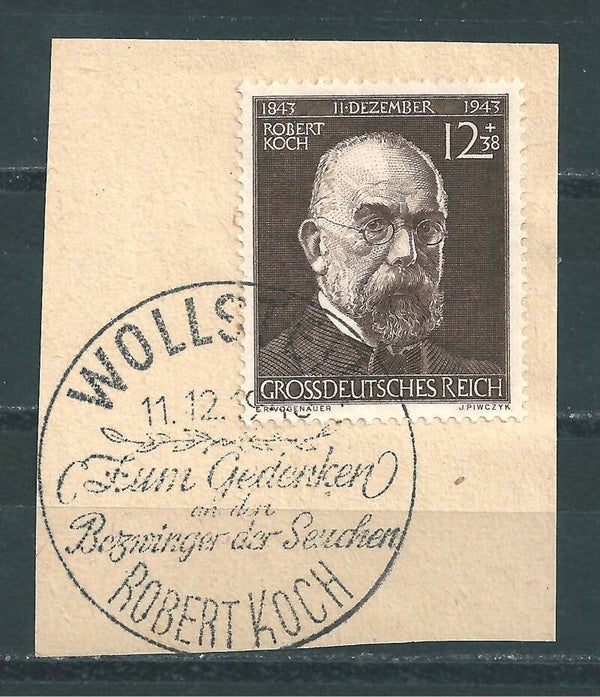 1843 11·DEZEMBER 1943
ROBERT
KOCH
12+38
GROSSDEUTSCHES REICH
E.R.VOGENAUER J.PIWCZYK
WOLLST
11.12.
Zum Gedenken
an den
Bezwinger der Seuchen
ROBERT KOCH